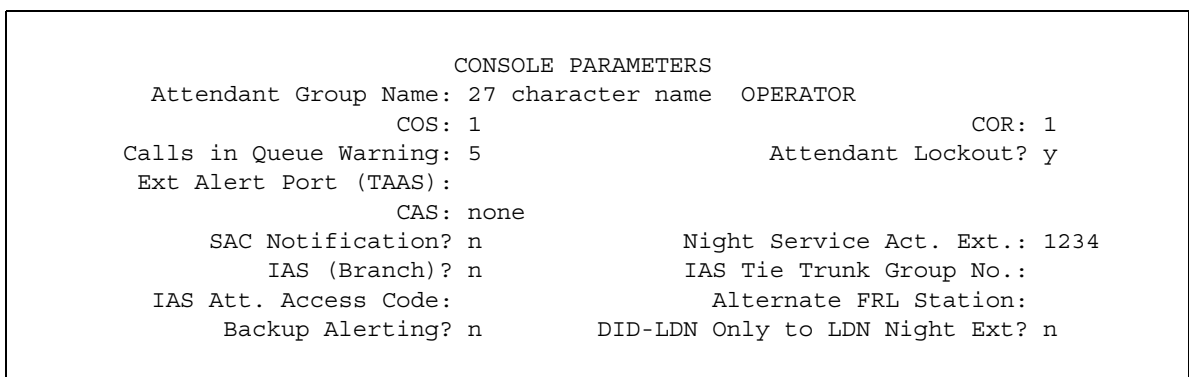 CONSOLE PARAMETERS
Attendant Group Name: 27 character name OPERATOR
COS: 1 COR: 1
Calls in Queue Warning: 5 Attendant Lockout? y
Ext Alert Port (TAAS):
CAS: none
SAC Notification? n Night Service Act. Ext.: 1234
IAS (Branch)? n IAS Tie Trunk Group No.:
IAS Att. Access Code: Alternate FRL Station:
Backup Alerting? n DID-LDN Only to LDN Night Ext? n